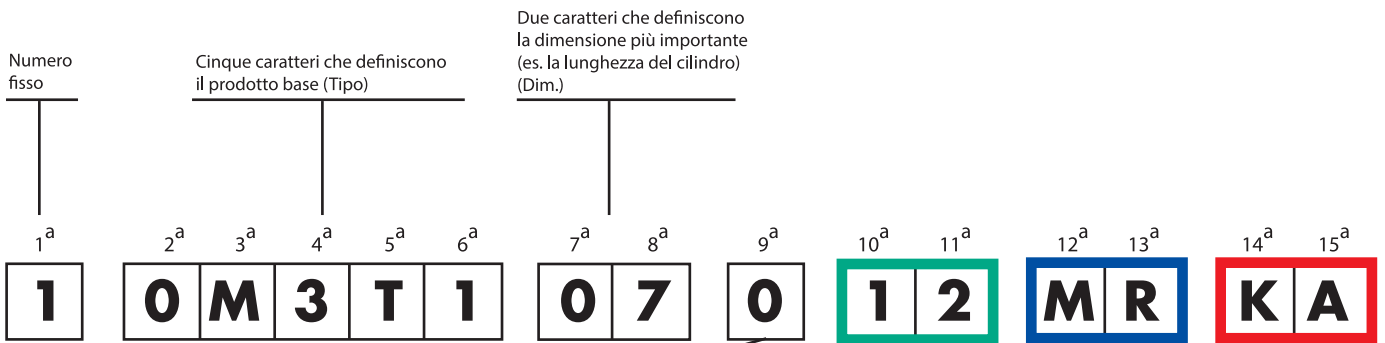 Numero
fisso
Cinque caratteri che definiscono
il prodotto base (Tipo)
Due caratteri che definiscono
la dimensione più importante
(es. la lunghezza del cilindro)
(Dim.)
1a 2a 3a 4a 5a 6a 7a 8a 9a 10a 11a 12a 13a 14a 15a
1 0 M 3 T 1 0 7 0 1 2 M R K A